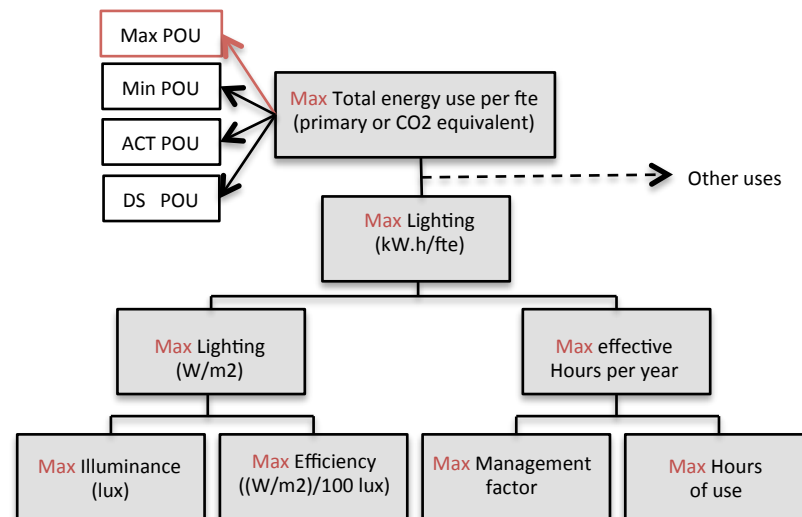 Max POU
Min POU
ACT POU
DS POU
Max Total energy use per fte
(primary or CO2 equivalent)
Other uses
Max Lighting
(kW.h/fte)
Max Lighting
(W/m2)
Max effective
Hours per year
Max Illuminance
(lux)
Max Efficiency
((W/m2)/100 lux)
Max Management
factor
Max Hours
of use